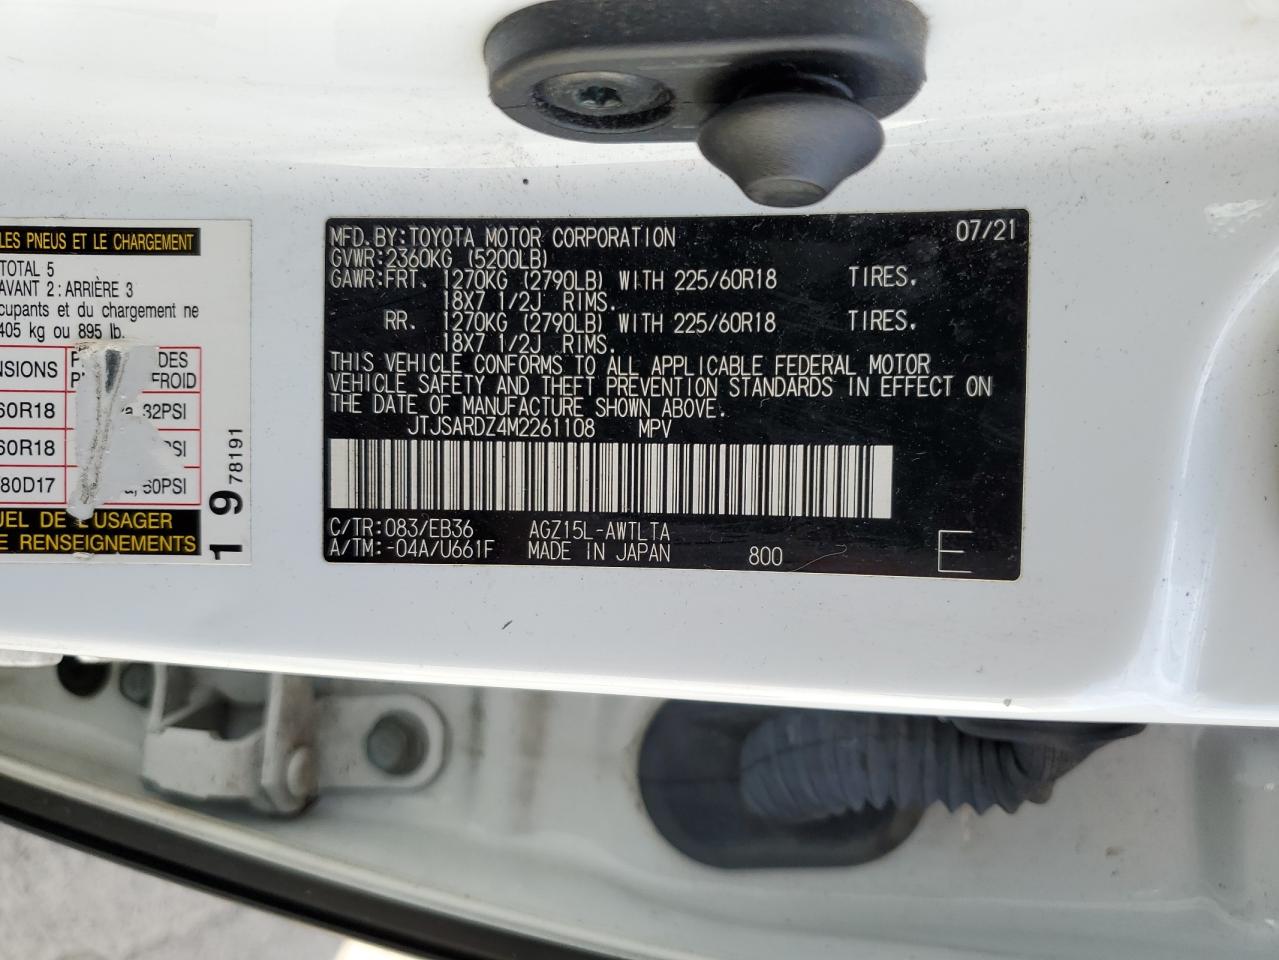 LES PNEUS ET LE CHARGEMENT
TOTAL 5
AVANT 2 : ARRIÈRE 3
et du chargement ne
405 kg ou 895 lb.
DES
FROID
60R18 32PSI
60R18 PSI
80D17 60PSI
DE L'USAGER
DE RENSEIGNEMENTS
1 9 78191
MFD. BY: TOYOTA MOTOR CORPORATION 07/21
GVWR: 2360KG (5200LB)
GAWR: FRT. 1270KG (2790LB) WITH 225/60R18 TIRES.
18X7 1/2J RIMS.
RR. 1270KG (2790LB) WITH 225/60R18 TIRES.
18X7 1/2J RIMS.
THIS VEHICLE CONFORMS TO ALL APPLICABLE FEDERAL MOTOR
VEHICLE SAFETY AND THEFT PREVENTION STANDARDS IN EFFECT ON
THE DATE OF MANUFACTURE SHOWN ABOVE.
JTJSARDZ4M2261108 MPV
C/TR: 083/EB36 AGZ15L-AWTLTA
A/TM: -04A/U661F MADE IN JAPAN 800 E